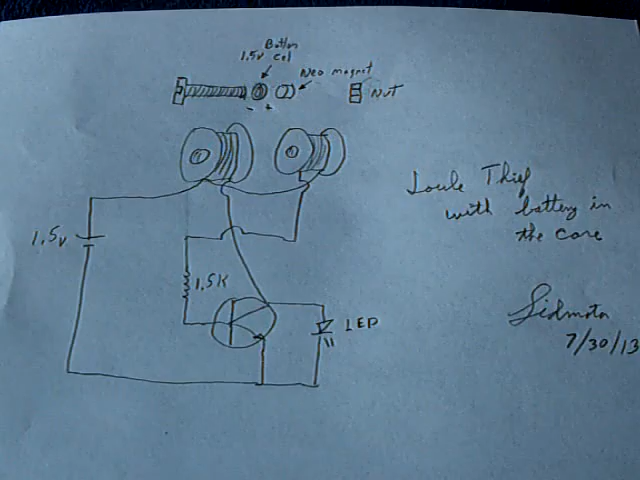 Button
1.5v Cel
Neo magnet
Nut
- +
Joule Thief
with battery in
the core
1.5v
1.5K
LED
Sidmota
7/30/13